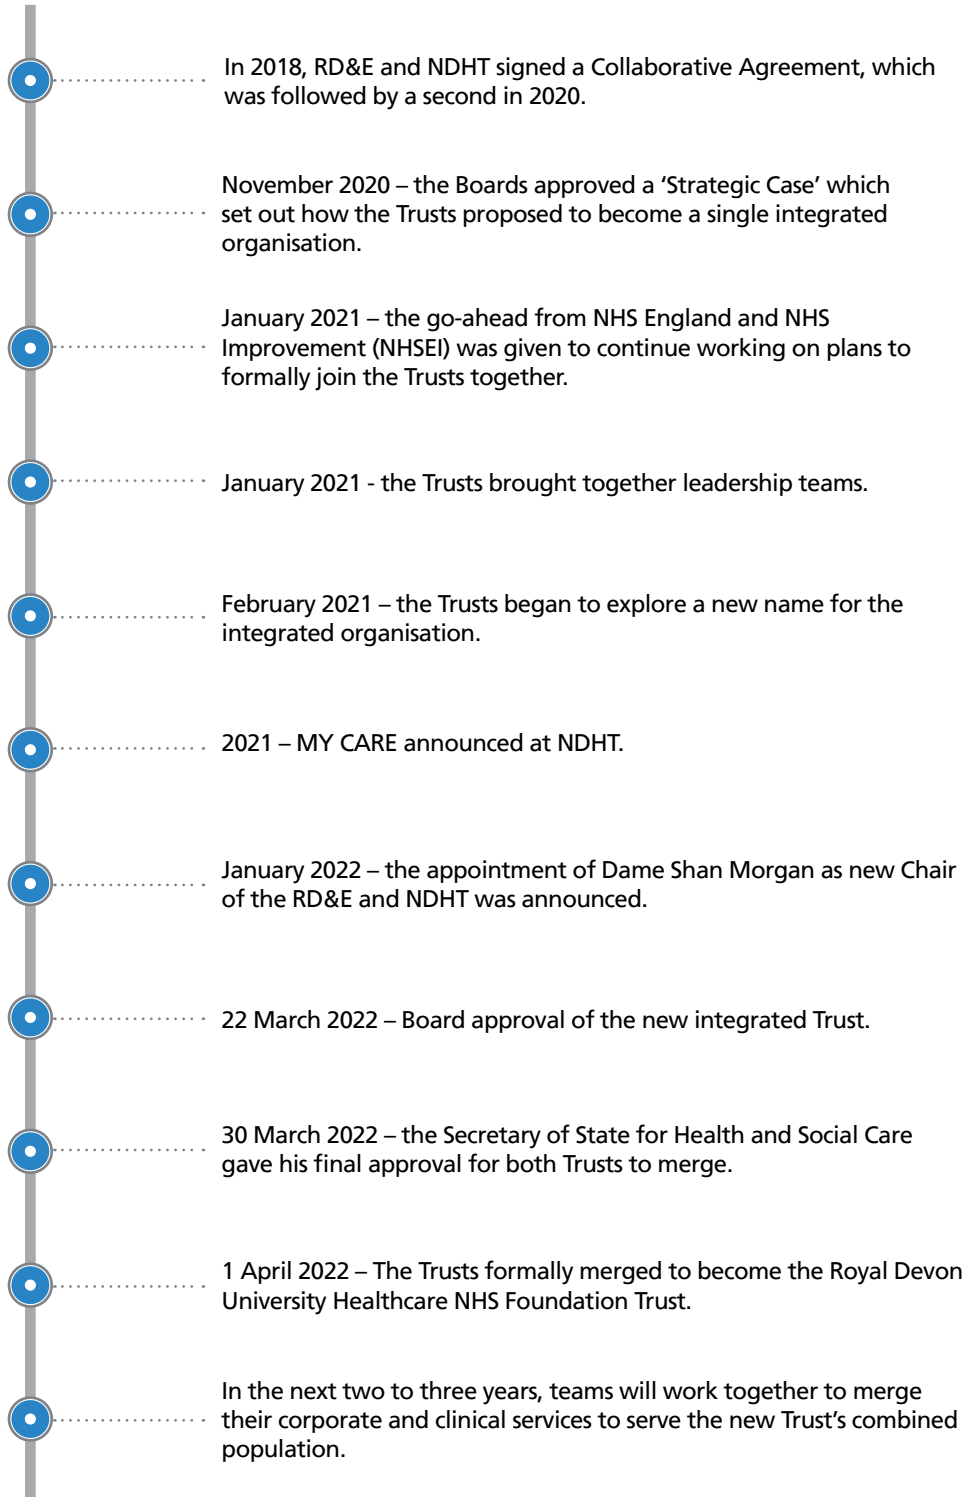 In 2018, RD&E and NDHT signed a Collaborative Agreement, which
was followed by a second in 2020.
November 2020 – the Boards approved a ‘Strategic Case’ which
set out how the Trusts proposed to become a single integrated
organisation.
January 2021 – the go-ahead from NHS England and NHS
Improvement (NHSEI) was given to continue working on plans to
formally join the Trusts together.
January 2021 - the Trusts brought together leadership teams.
February 2021 – the Trusts began to explore a new name for the
integrated organisation.
2021 – MY CARE announced at NDHT.
January 2022 – the appointment of Dame Shan Morgan as new Chair
of the RD&E and NDHT was announced.
22 March 2022 – Board approval of the new integrated Trust.
30 March 2022 – the Secretary of State for Health and Social Care
gave his final approval for both Trusts to merge.
1 April 2022 – The Trusts formally merged to become the Royal Devon
University Healthcare NHS Foundation Trust.
In the next two to three years, teams will work together to merge
their corporate and clinical services to serve the new Trust’s combined
population.